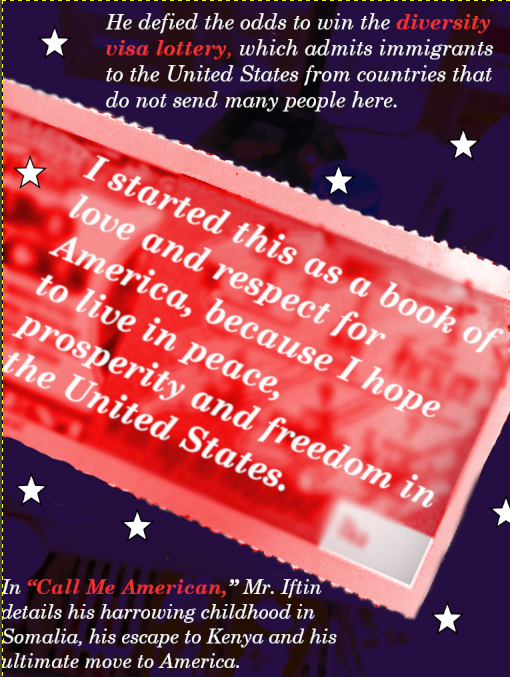 He defied the odds to win the diversity
visa lottery, which admits immigrants
to the United States from countries that
do not send many people here.
I started this as a book of
love and respect for
America, because I hope
to live in peace,
prosperity and freedom in
the United States.
In “Call Me American,” Mr. Iftin
details his harrowing childhood in
Somalia, his escape to Kenya and his
ultimate move to America.